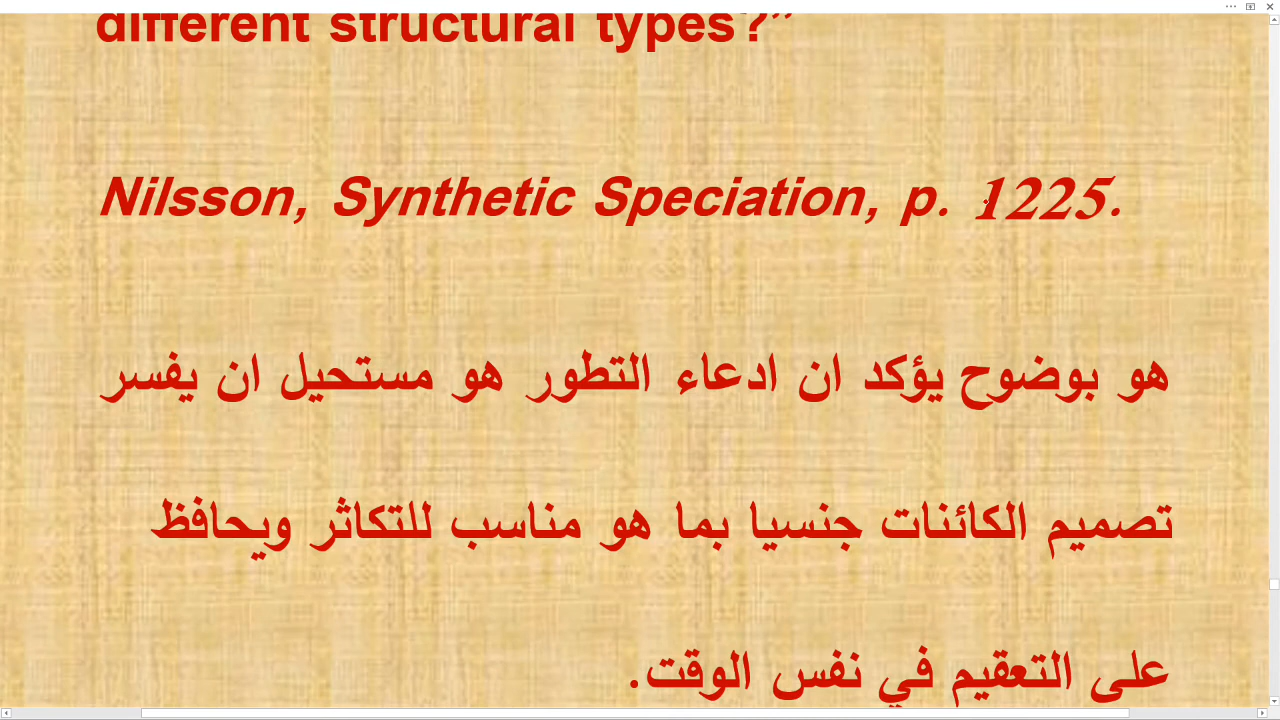 different structural types?”
Nilsson, Synthetic Speciation, p. 1225.
هو بوضوح يؤكد ان ادعاء التطور هو مستحيل ان يفسر
تصميم الكائنات جنسيا بما هو مناسب للتكاثر ويحافظ
على التعقيم في نفس الوقت.